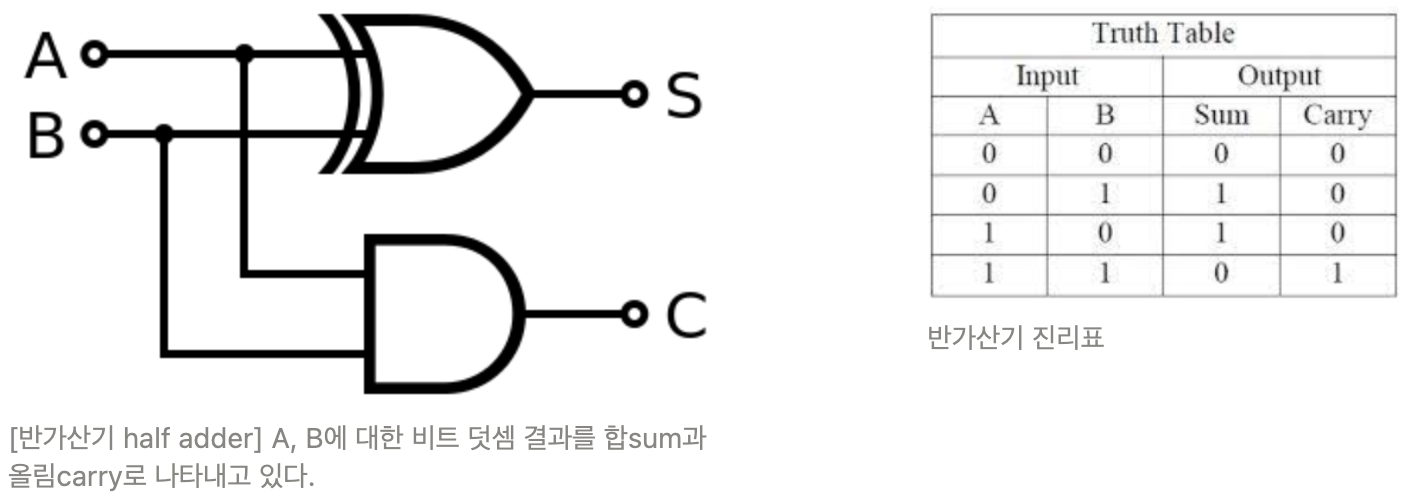 A
B
S
C
[반가산기 half adder] A, B에 대한 비트 덧셈 결과를 합sum과
올림carry로 나타내고 있다.
Truth Table
Input Output
A B Sum Carry
0 0 0 0
0 1 1 0
1 0 1 0
1 1 0 1
반가산기 진리표